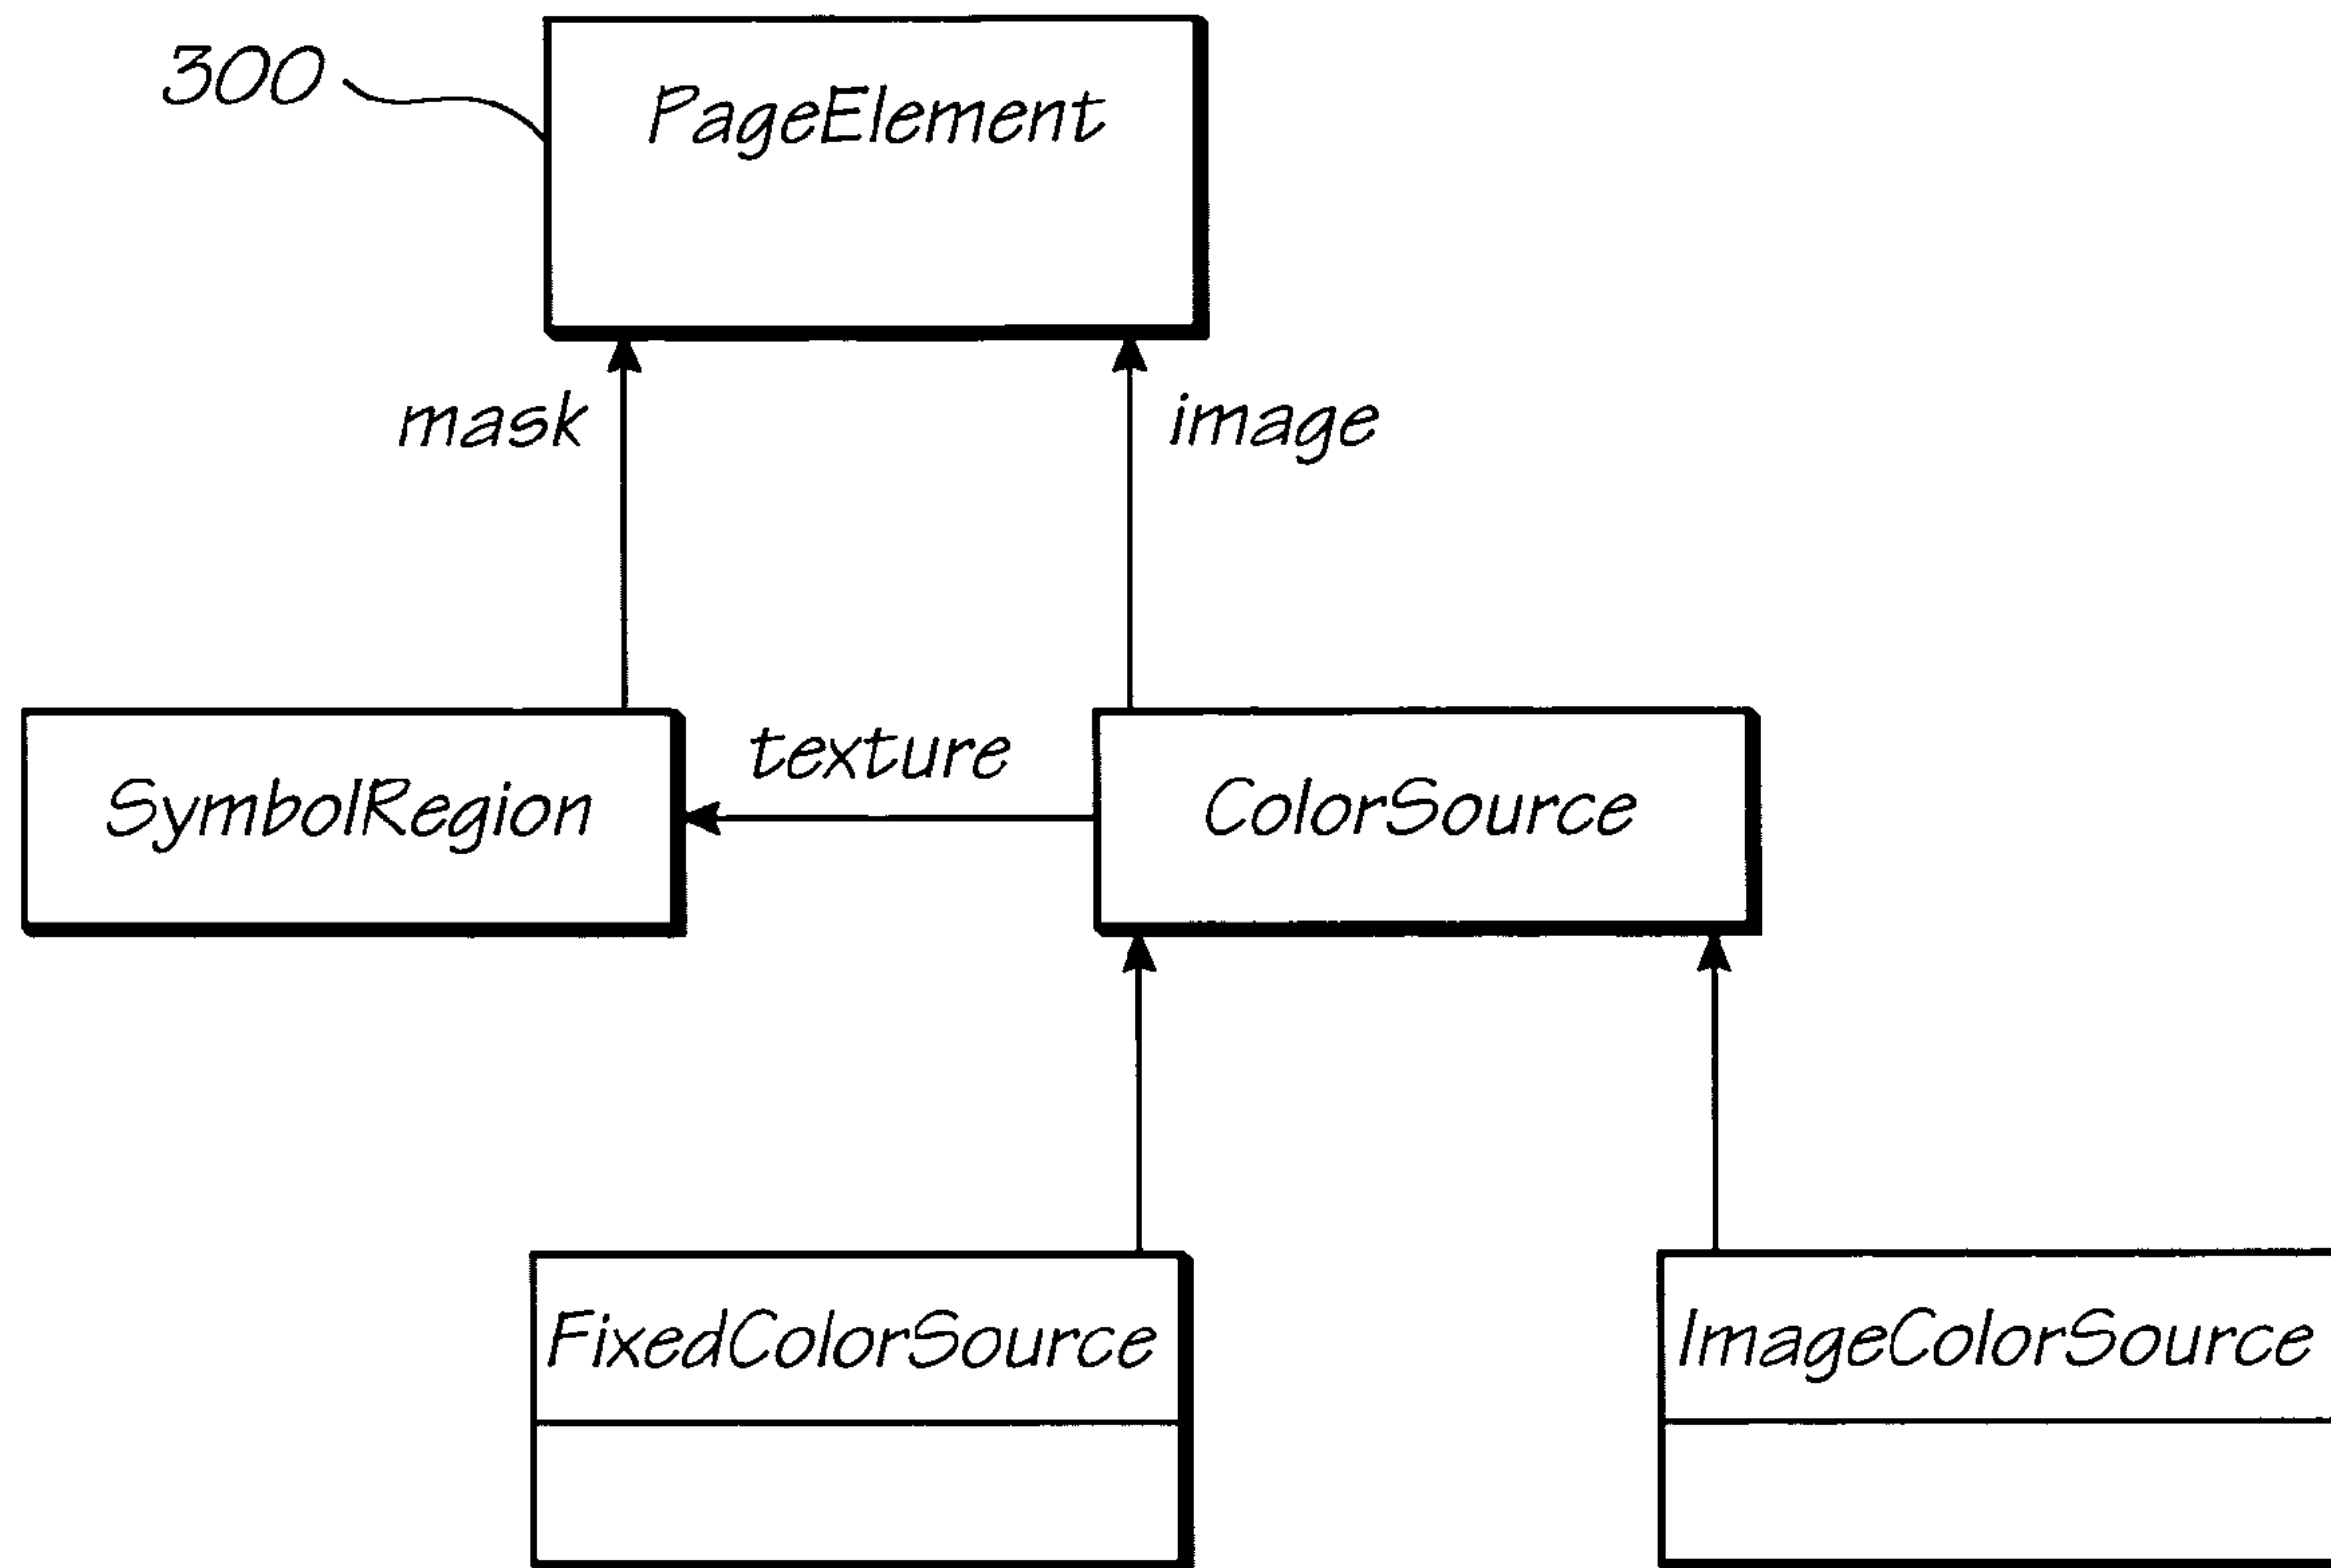 300
PageElement
mask
image
SymbolRegion
texture
ColorSource
FixedColorSource
ImageColorSource